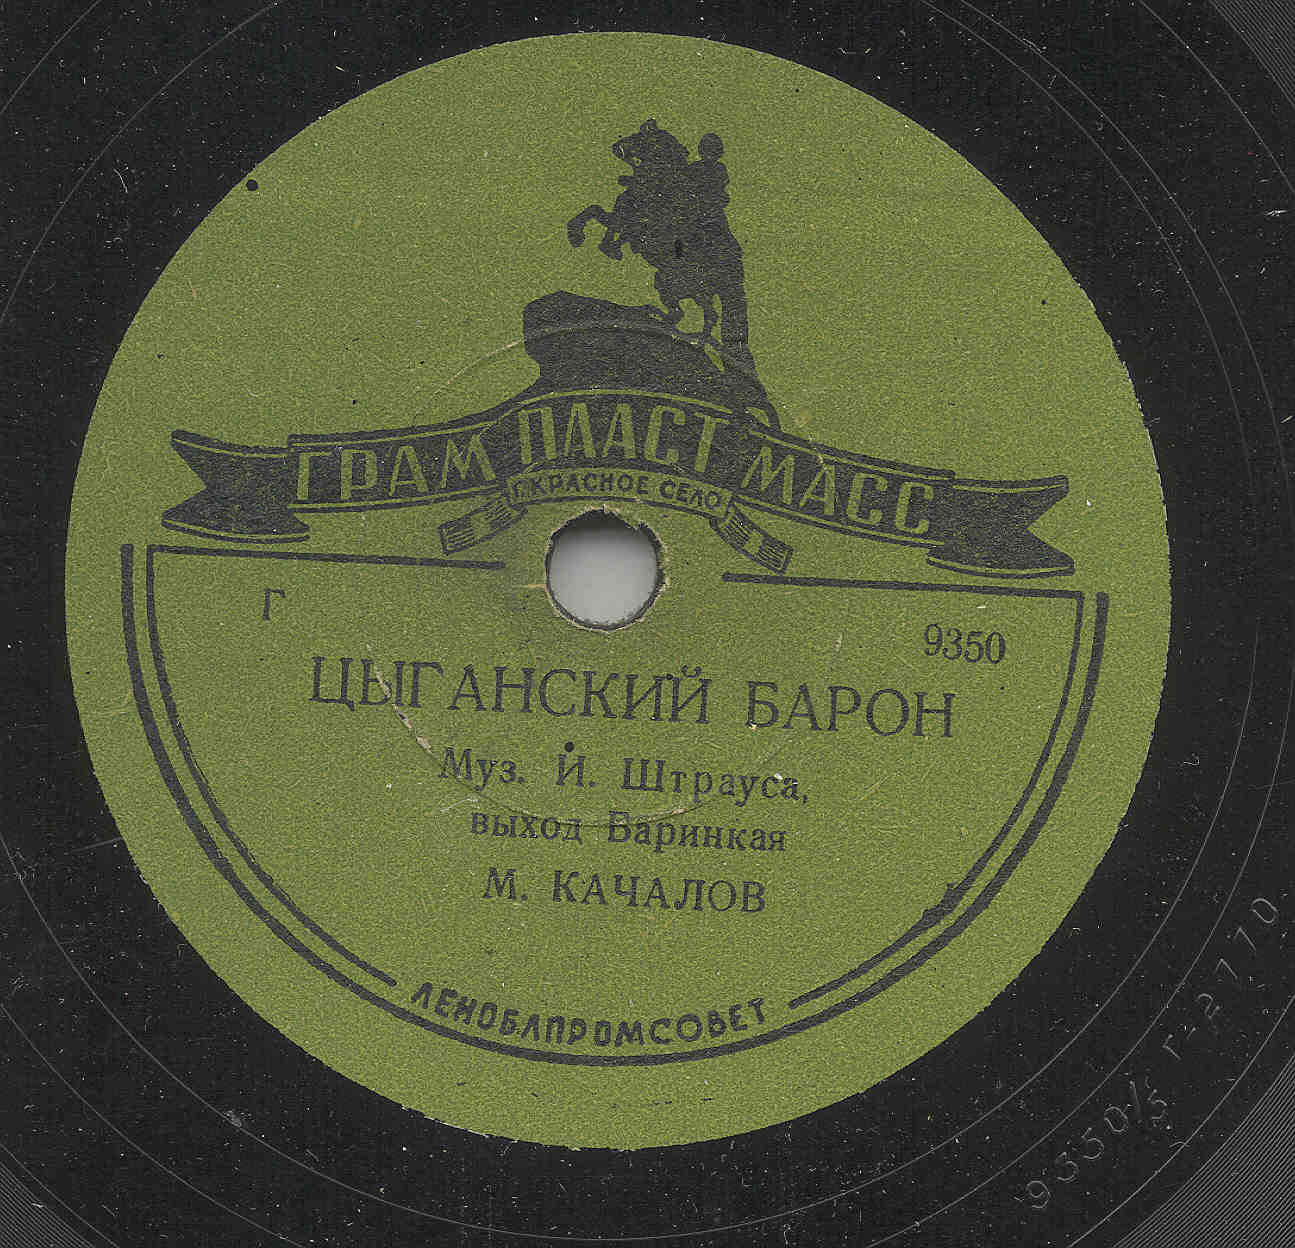 ГРАМ ПЛАСТ МАСС
Г. КРАСНОЕ СЕЛО
Г 9350
ЦЫГАНСКИЙ БАРОН
Муз. Й. Штрауса,
выход Баринкая
М. КАЧАЛОВ
ЛЕНОБЛПРОМСОВЕТ
9350/5 Г-2770